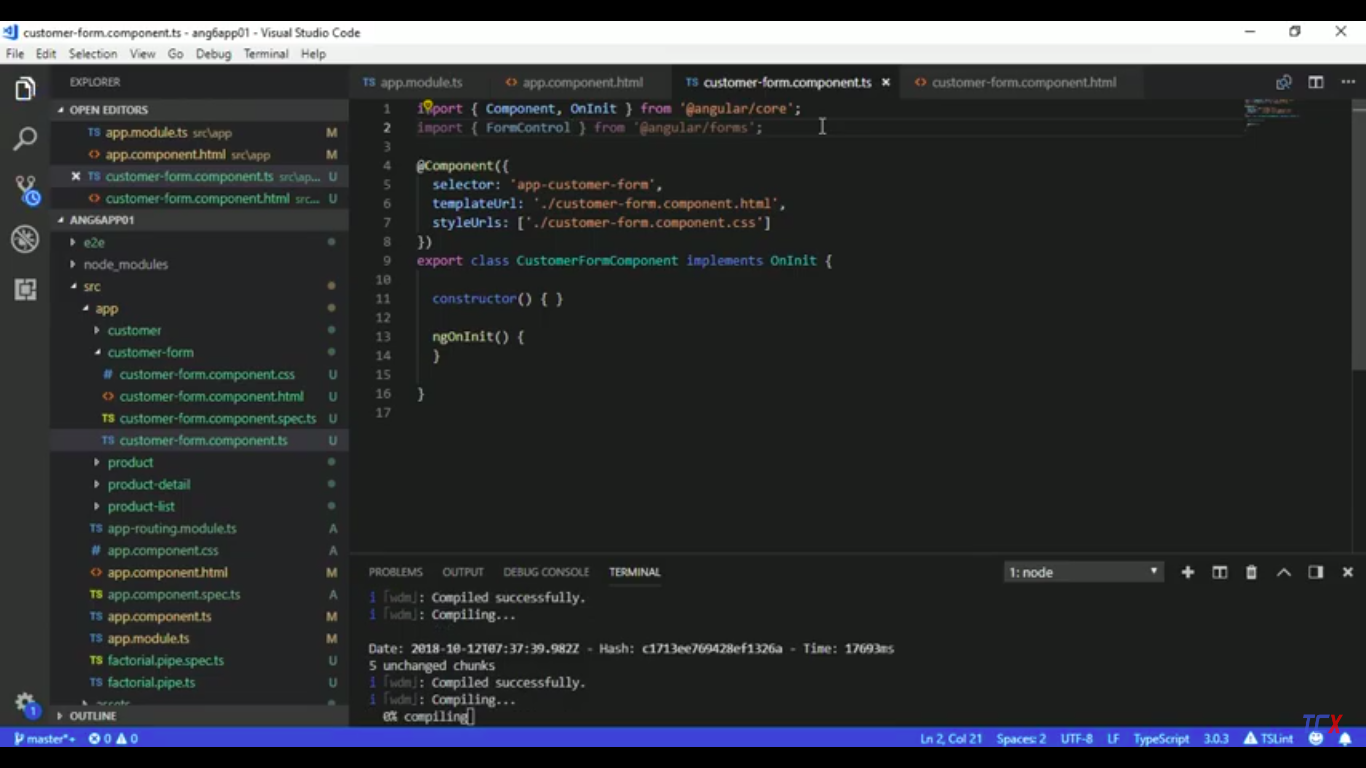 customer-form.component.ts - ang6app01 - Visual Studio Code
File Edit Selection View Go Debug Terminal Help
EXPLORER
OPEN EDITORS
app.module.ts src\app M
app.component.html src\app M
customer-form.component.ts src\ap... U
customer-form.component.html src... U
ANG6APP01
e2e
node_modules
src
app
customer
customer-form
# customer-form.component.css U
<> customer-form.component.html U
TS customer-form.component.spec.ts U
TS customer-form.component.ts U
product
product-detail
product-list
TS app-routing.module.ts A
# app.component.css A
<> app.component.html M
TS app.component.spec.ts A
TS app.component.ts M
TS app.module.ts M
TS factorial.pipe.spec.ts U
TS factorial.pipe.ts U
assets
OUTLINE
TS app.module.ts <> app.component.html TS customer-form.component.ts <> customer-form.component.html
1 import { Component, OnInit } from '@angular/core';
2 import { FormControl } from '@angular/forms';
3
4 @Component({
5 selector: 'app-customer-form',
6 templateUrl: './customer-form.component.html',
7 styleUrls: ['./customer-form.component.css']
8 })
9 export class CustomerFormComponent implements OnInit {
10
11 constructor() { }
12
13 ngOnInit() {
14 }
15
16 }
17
PROBLEMS OUTPUT DEBUG CONSOLE TERMINAL 1: node
i ｢wdm｣: Compiled successfully.
i ｢wdm｣: Compiling...
Date: 2018-10-12T07:37:39.982Z - Hash: c1713ee769428ef1326a - Time: 17693ms
5 unchanged chunks
i ｢wdm｣: Compiled successfully.
i ｢wdm｣: Compiling...
0% compiling
master*+ 0 0 Ln 2, Col 21 Spaces: 2 UTF-8 LF TypeScript 3.0.3 TSLint
1
TCX